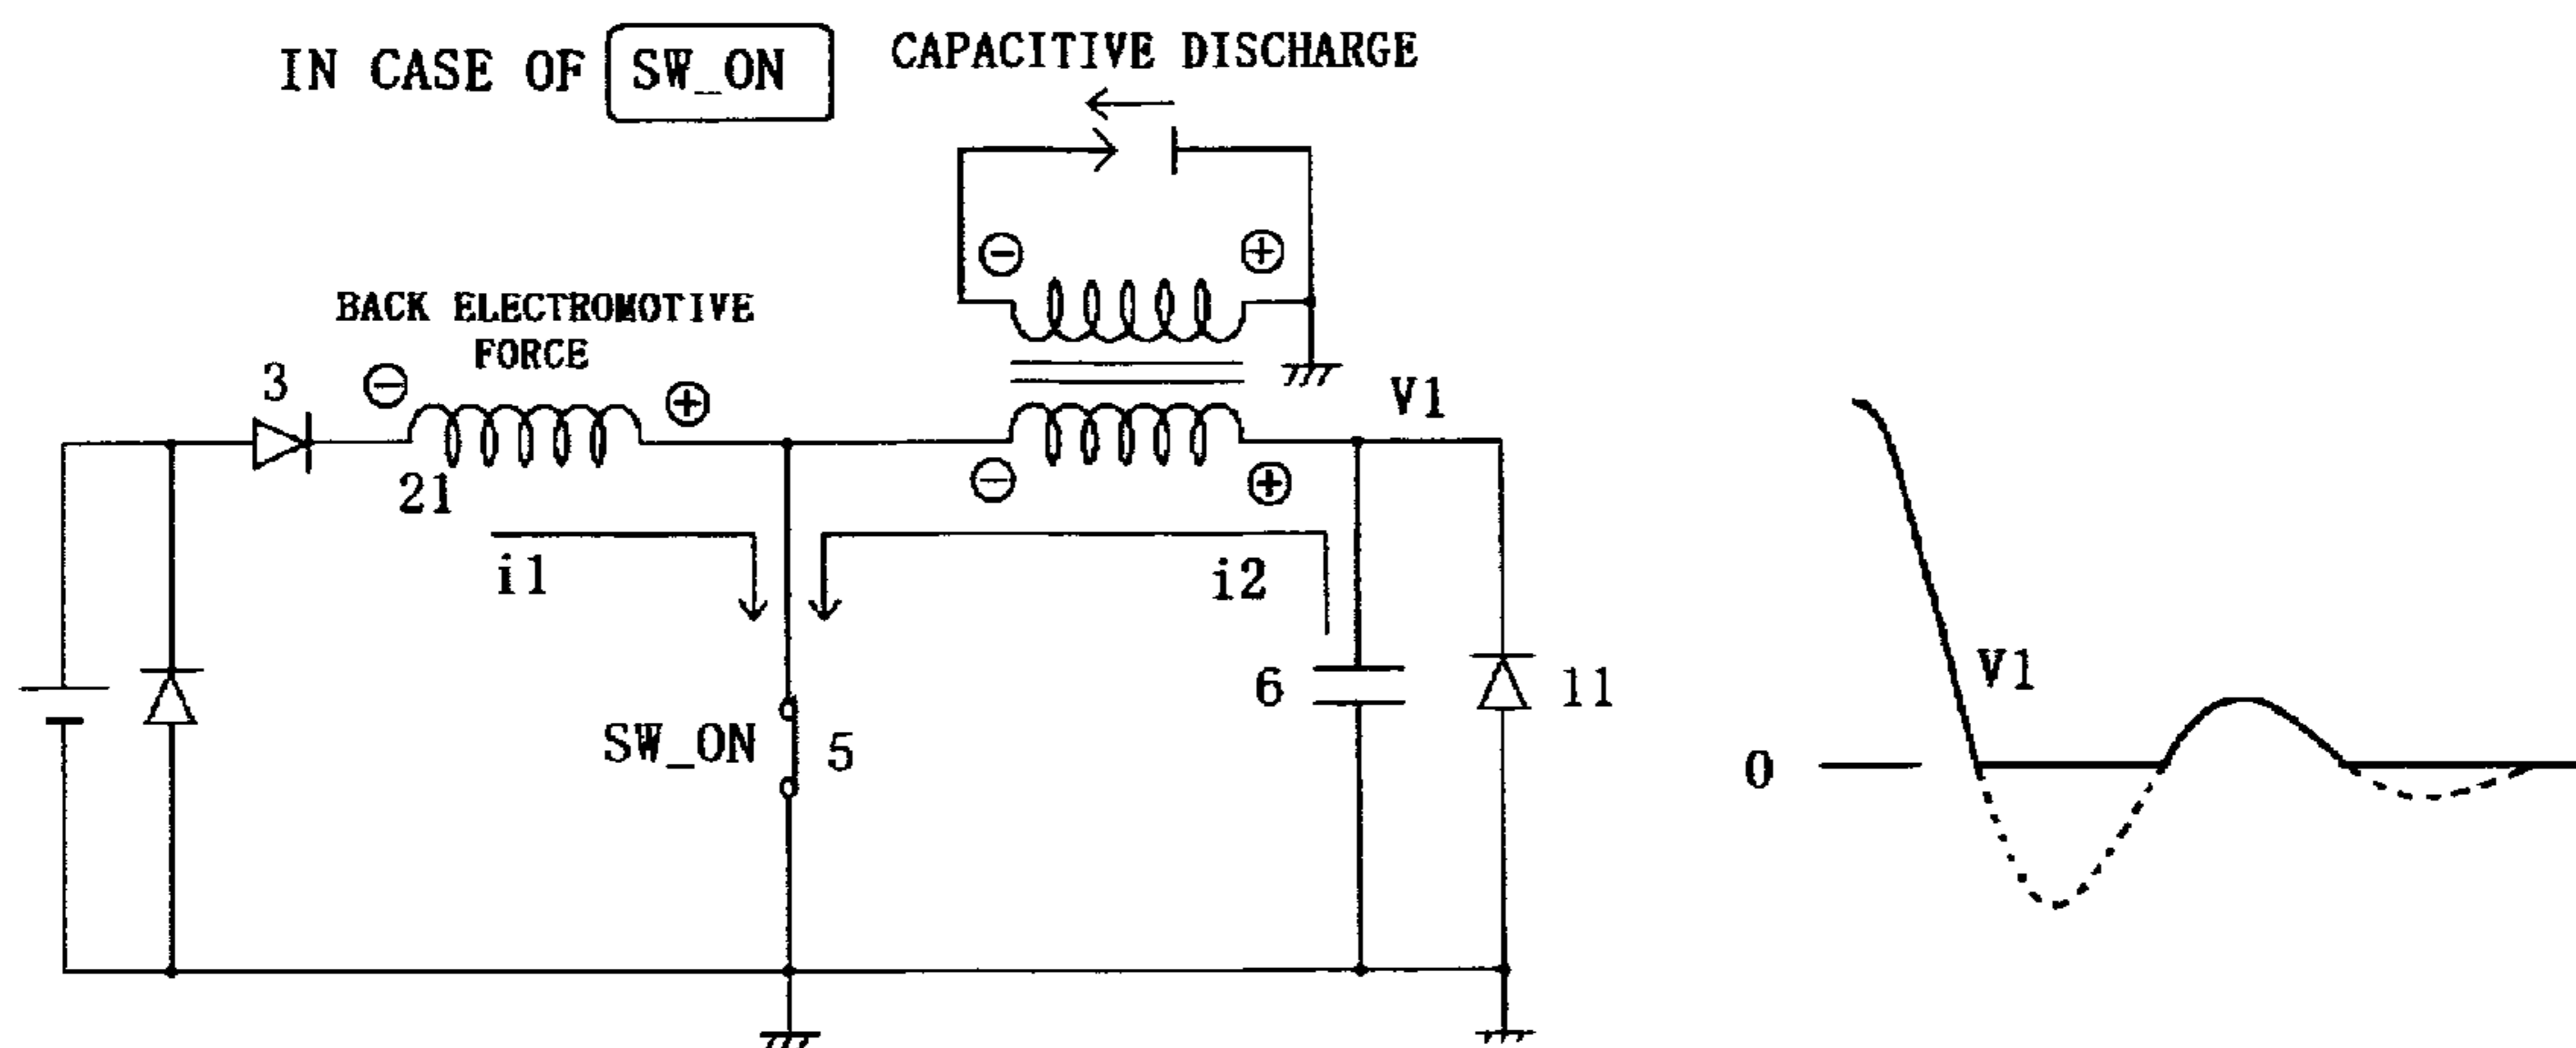 IN CASE OF SW_ON
CAPACITIVE DISCHARGE
⊖ ⊕
BACK ELECTROMOTIVE
FORCE
3 ⊖ ⊕
V1
21
⊖ ⊕
i1
i2
6
11
SW_ON 5
V1
0